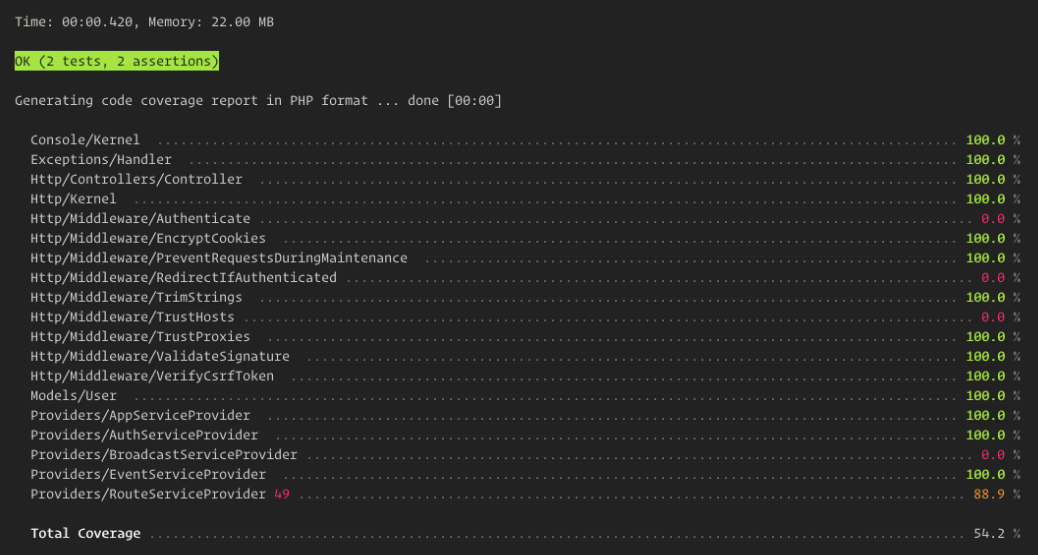 Time: 00:00.420, Memory: 22.00 MB
OK (2 tests, 2 assertions)
Generating code coverage report in PHP format ... done [00:00]
Console/Kernel 100.0 %
Exceptions/Handler 100.0 %
Http/Controllers/Controller 100.0 %
Http/Kernel 100.0 %
Http/Middleware/Authenticate 0.0 %
Http/Middleware/EncryptCookies 100.0 %
Http/Middleware/PreventRequestsDuringMaintenance 100.0 %
Http/Middleware/RedirectIfAuthenticated 0.0 %
Http/Middleware/TrimStrings 100.0 %
Http/Middleware/TrustHosts 0.0 %
Http/Middleware/TrustProxies 100.0 %
Http/Middleware/ValidateSignature 100.0 %
Http/Middleware/VerifyCsrfToken 100.0 %
Models/User 100.0 %
Providers/AppServiceProvider 100.0 %
Providers/AuthServiceProvider 100.0 %
Providers/BroadcastServiceProvider 0.0 %
Providers/EventServiceProvider 100.0 %
Providers/RouteServiceProvider 49 88.9 %
Total Coverage 54.2 %